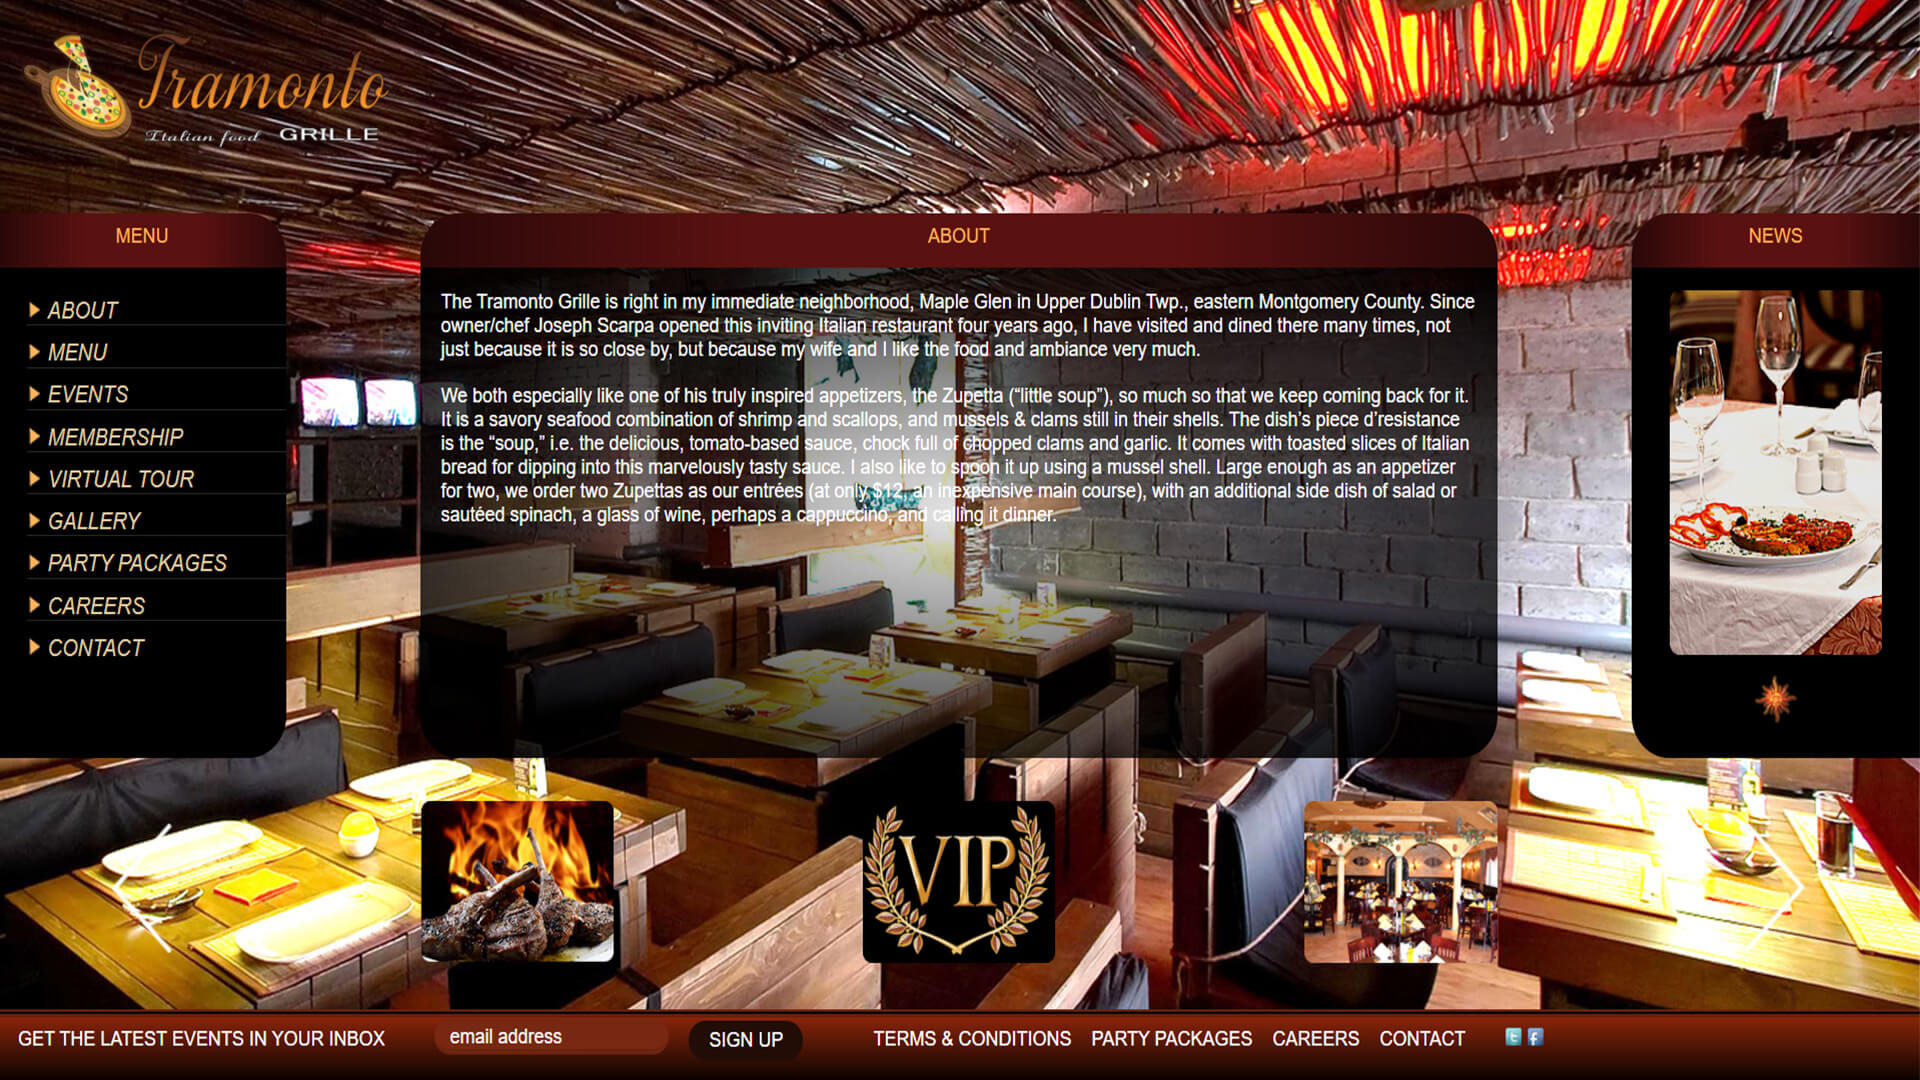 Tramonto
Italian food GRILLE
MENU
ABOUT
MENU
EVENTS
MEMBERSHIP
VIRTUAL TOUR
GALLERY
PARTY PACKAGES
CAREERS
CONTACT
ABOUT
The Tramonto Grille is right in my immediate neighborhood, Maple Glen in Upper Dublin Twp., eastern Montgomery County. Since
owner/chef Joseph Scarpa opened this inviting Italian restaurant four years ago, I have visited and dined there many times, not
just because it is so close by, but because my wife and I like the food and ambiance very much.
We both especially like one of his truly inspired appetizers, the Zupetta (“little soup”), so much so that we keep coming back for it.
It is a savory seafood combination of shrimp and scallops, and mussels & clams still in their shells. The dish’s piece d’resistance
is the “soup,” i.e. the delicious, tomato-based sauce, chock full of chopped clams and garlic. It comes with toasted slices of Italian
bread for dipping into this marvelously tasty sauce. I also like to spoon it up using a mussel shell. Large enough as an appetizer
for two, we order two Zupettas as our entrées (at only $12, an inexpensive main course), with an additional side dish of salad or
sautéed spinach, a glass of wine, perhaps a cappuccino, and calling it dinner.
NEWS
VIP
GET THE LATEST EVENTS IN YOUR INBOX
email address
SIGN UP
TERMS & CONDITIONS PARTY PACKAGES CAREERS CONTACT
t f